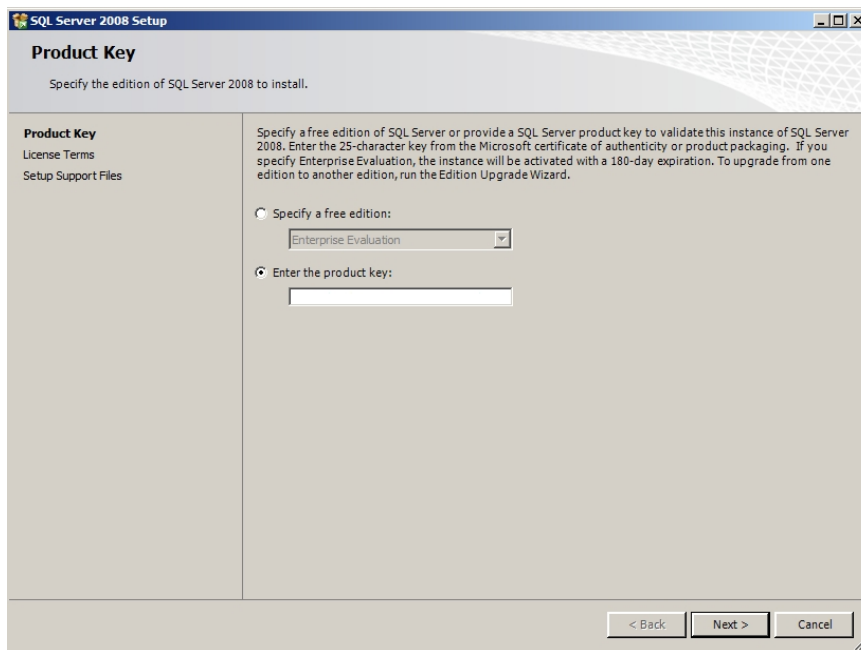 SQL Server 2008 Setup
Product Key
Specify the edition of SQL Server 2008 to install.
Product Key
License Terms
Setup Support Files
Specify a free edition of SQL Server or provide a SQL Server product key to validate this instance of SQL Server
2008. Enter the 25-character key from the Microsoft certificate of authenticity or product packaging. If you
specify Enterprise Evaluation, the instance will be activated with a 180-day expiration. To upgrade from one
edition to another edition, run the Edition Upgrade Wizard.
Specify a free edition:
Enterprise Evaluation
Enter the product key:
< Back Next > Cancel